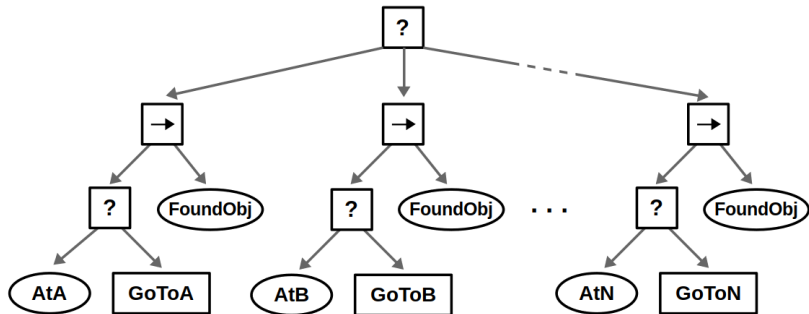 ?
→ → →
? FoundObj ? FoundObj . . . ? FoundObj
AtA GoToA AtB GoToB AtN GoToN